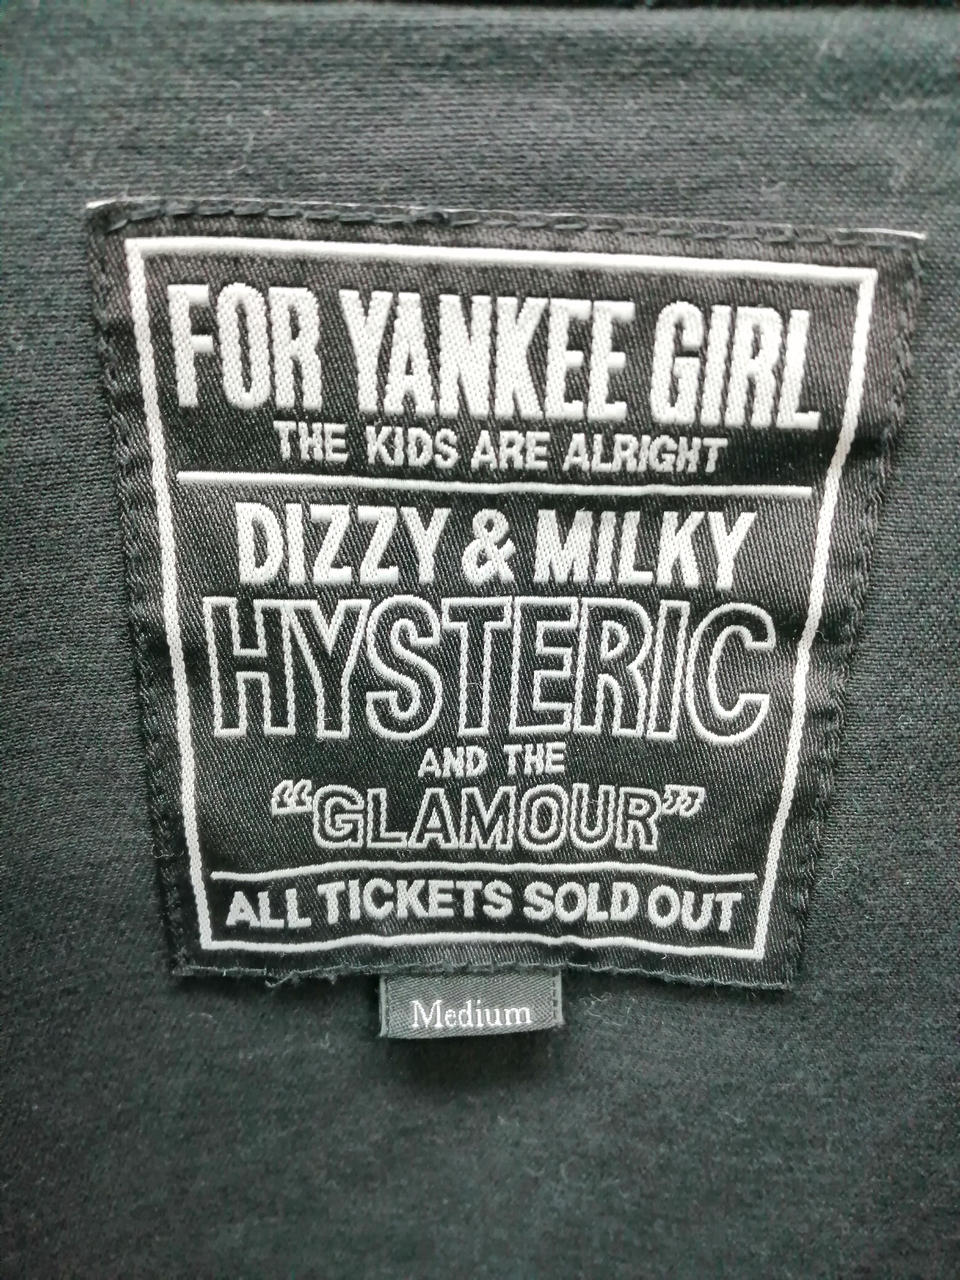 FOR YANKEE GIRL
THE KIDS ARE ALRIGHT
DIZZY & MILKY
HYSTERIC
AND THE
“GLAMOUR”
ALL TICKETS SOLD OUT
Medium